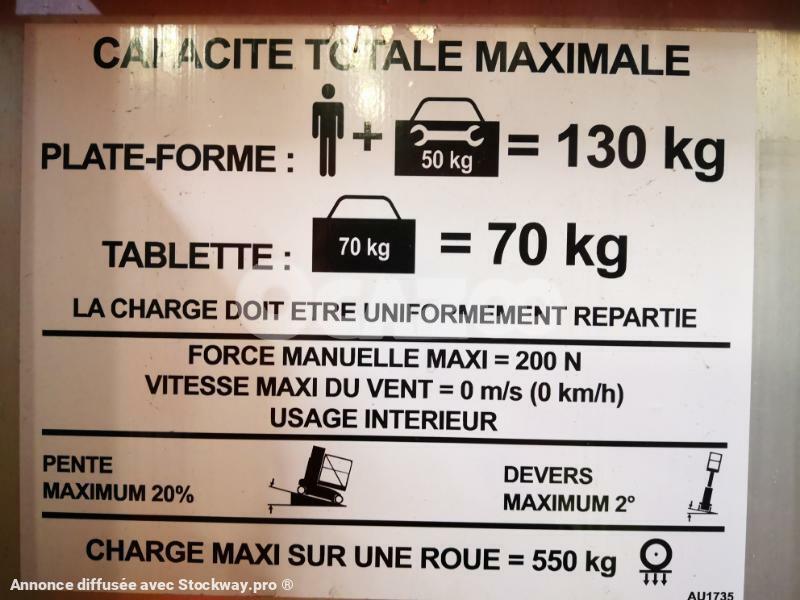 CAPACITE TOTALE MAXIMALE
PLATE-FORME : + 50 kg = 130 kg
TABLETTE : 70 kg = 70 kg
LA CHARGE DOIT ETRE UNIFORMEMENT REPARTIE
FORCE MANUELLE MAXI = 200 N
VITESSE MAXI DU VENT = 0 m/s (0 km/h)
USAGE INTERIEUR
PENTE
MAXIMUM 20%
DEVERS
MAXIMUM 2°
CHARGE MAXI SUR UNE ROUE = 550 kg
Annonce diffusée avec Stockway.pro ®
AU1735